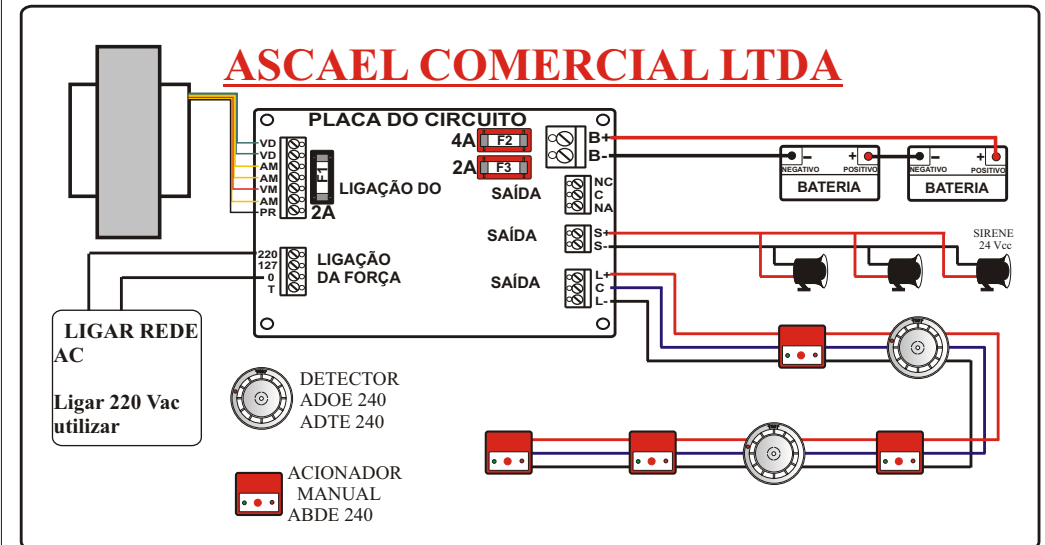 ASCAEL COMERCIAL LTDA
PLACA DO CIRCUITO
VD
VD
AM
AM
VM
AM
PR
F1
2A
LIGAÇÃO DO
4A
F2
2A
F3
B+
B-
SAÍDA
NC
C
NA
SAÍDA
S+
S-
SAÍDA
L+
C
L-
220
127
0
T
LIGAÇÃO
DA FORÇA
- +
NEGATIVO POSITIVO
BATERIA
- +
NEGATIVO POSITIVO
BATERIA
SIRENE
24 Vcc
LIGAR REDE
AC
Ligar 220 Vac
utilizar
DETECTOR
ADOE 240
ADTE 240
ACIONADOR
MANUAL
ABDE 240